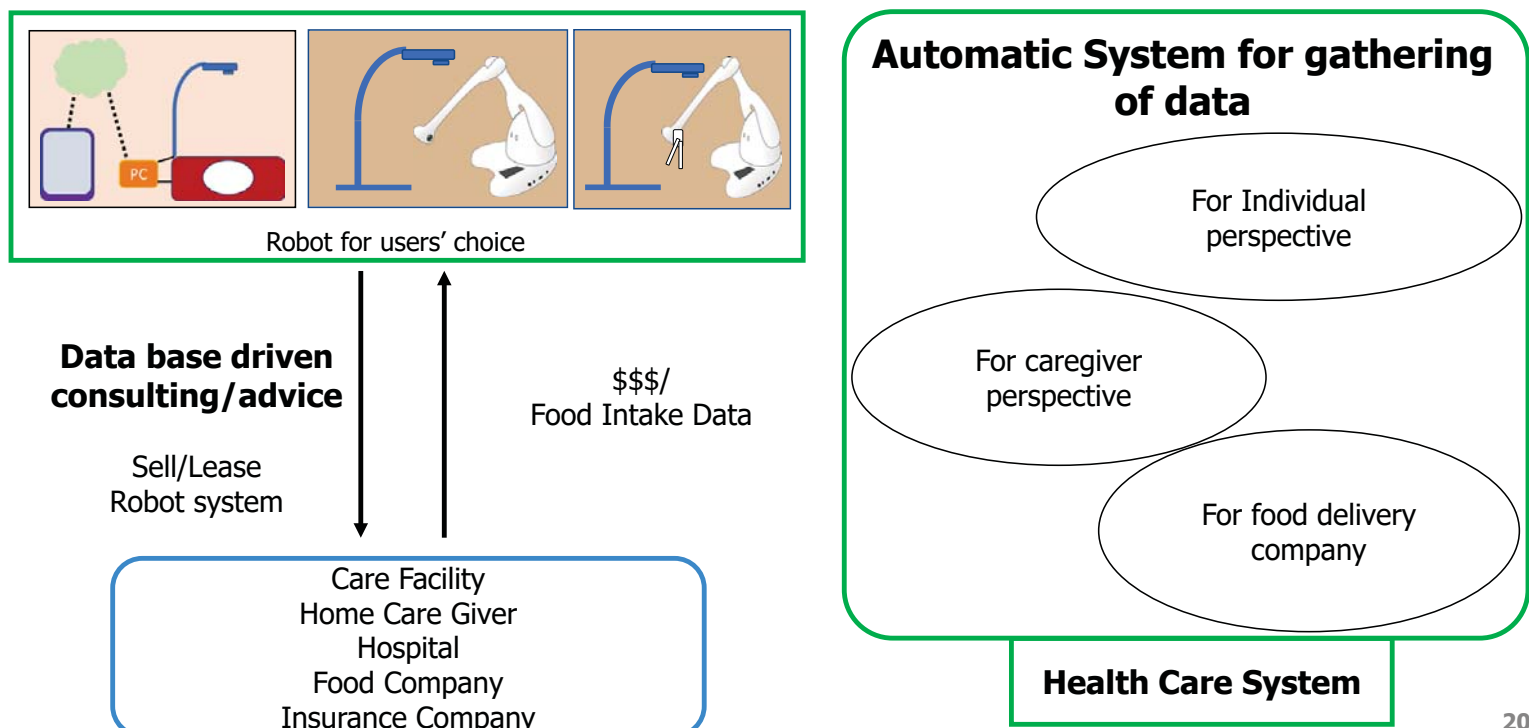 PC
Robot for users’ choice
Data base driven
consulting/advice
Sell/Lease
Robot system
$$$/
Food Intake Data
Care Facility
Home Care Giver
Hospital
Food Company
Insurance Company
Automatic System for gathering
of data
For Individual
perspective
For caregiver
perspective
For food delivery
company
Health Care System
20